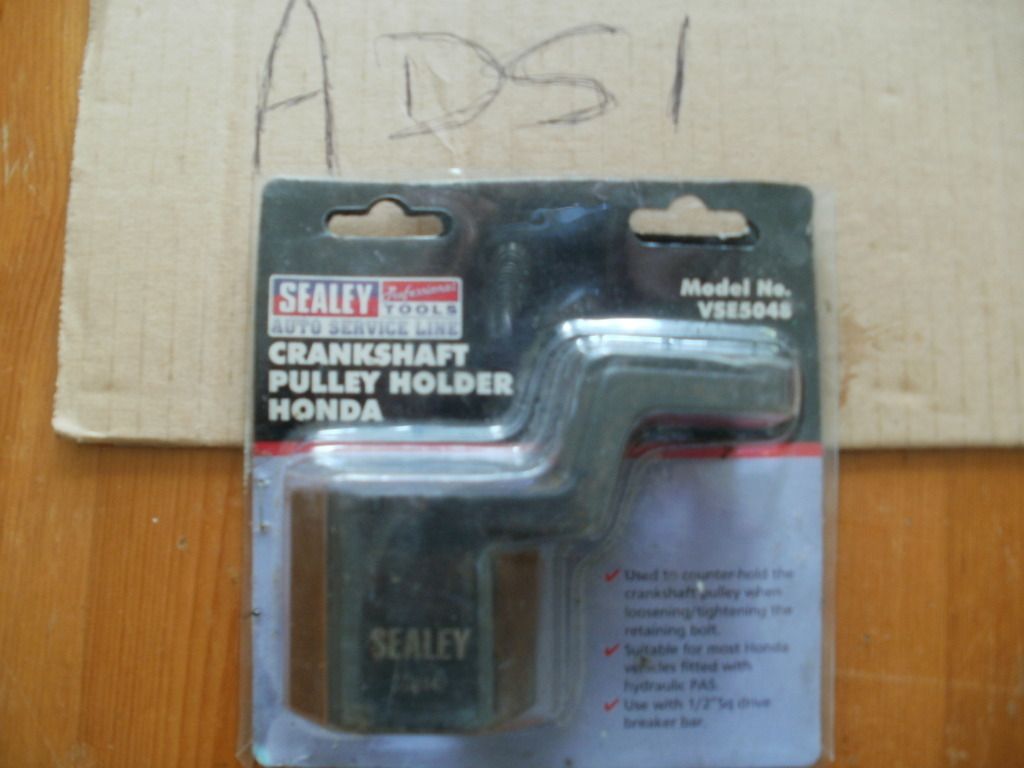 ADS1
SEALEY Professional TOOLS
AUTO SERVICE LINE
Model No.
VSE5048
CRANKSHAFT
PULLEY HOLDER
HONDA
✓ Used to counter-hold the
crankshaft pulley when
loosening/tightening the
retaining bolt.
✓ Suitable for most Honda
vehicles fitted with
hydraulic PAS.
✓ Use with 1/2"Sq drive
breaker bar.
SEALEY